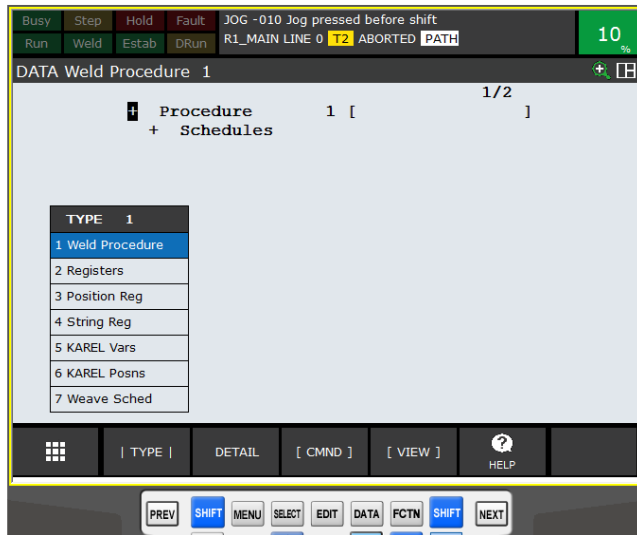 Busy Step Hold Fault JOG -010 Jog pressed before shift
Run Weld Estab DRun R1_MAIN LINE 0 T2 ABORTED PATH
10 %
DATA Weld Procedure 1
1/2
+ Procedure 1 [ ]
+ Schedules
TYPE 1
1 Weld Procedure
2 Registers
3 Position Reg
4 String Reg
5 KAREL Vars
6 KAREL Posns
7 Weave Sched
| TYPE | DETAIL [ CMND ] [ VIEW ] ? HELP
PREV SHIFT MENU SELECT EDIT DATA FCTN SHIFT NEXT